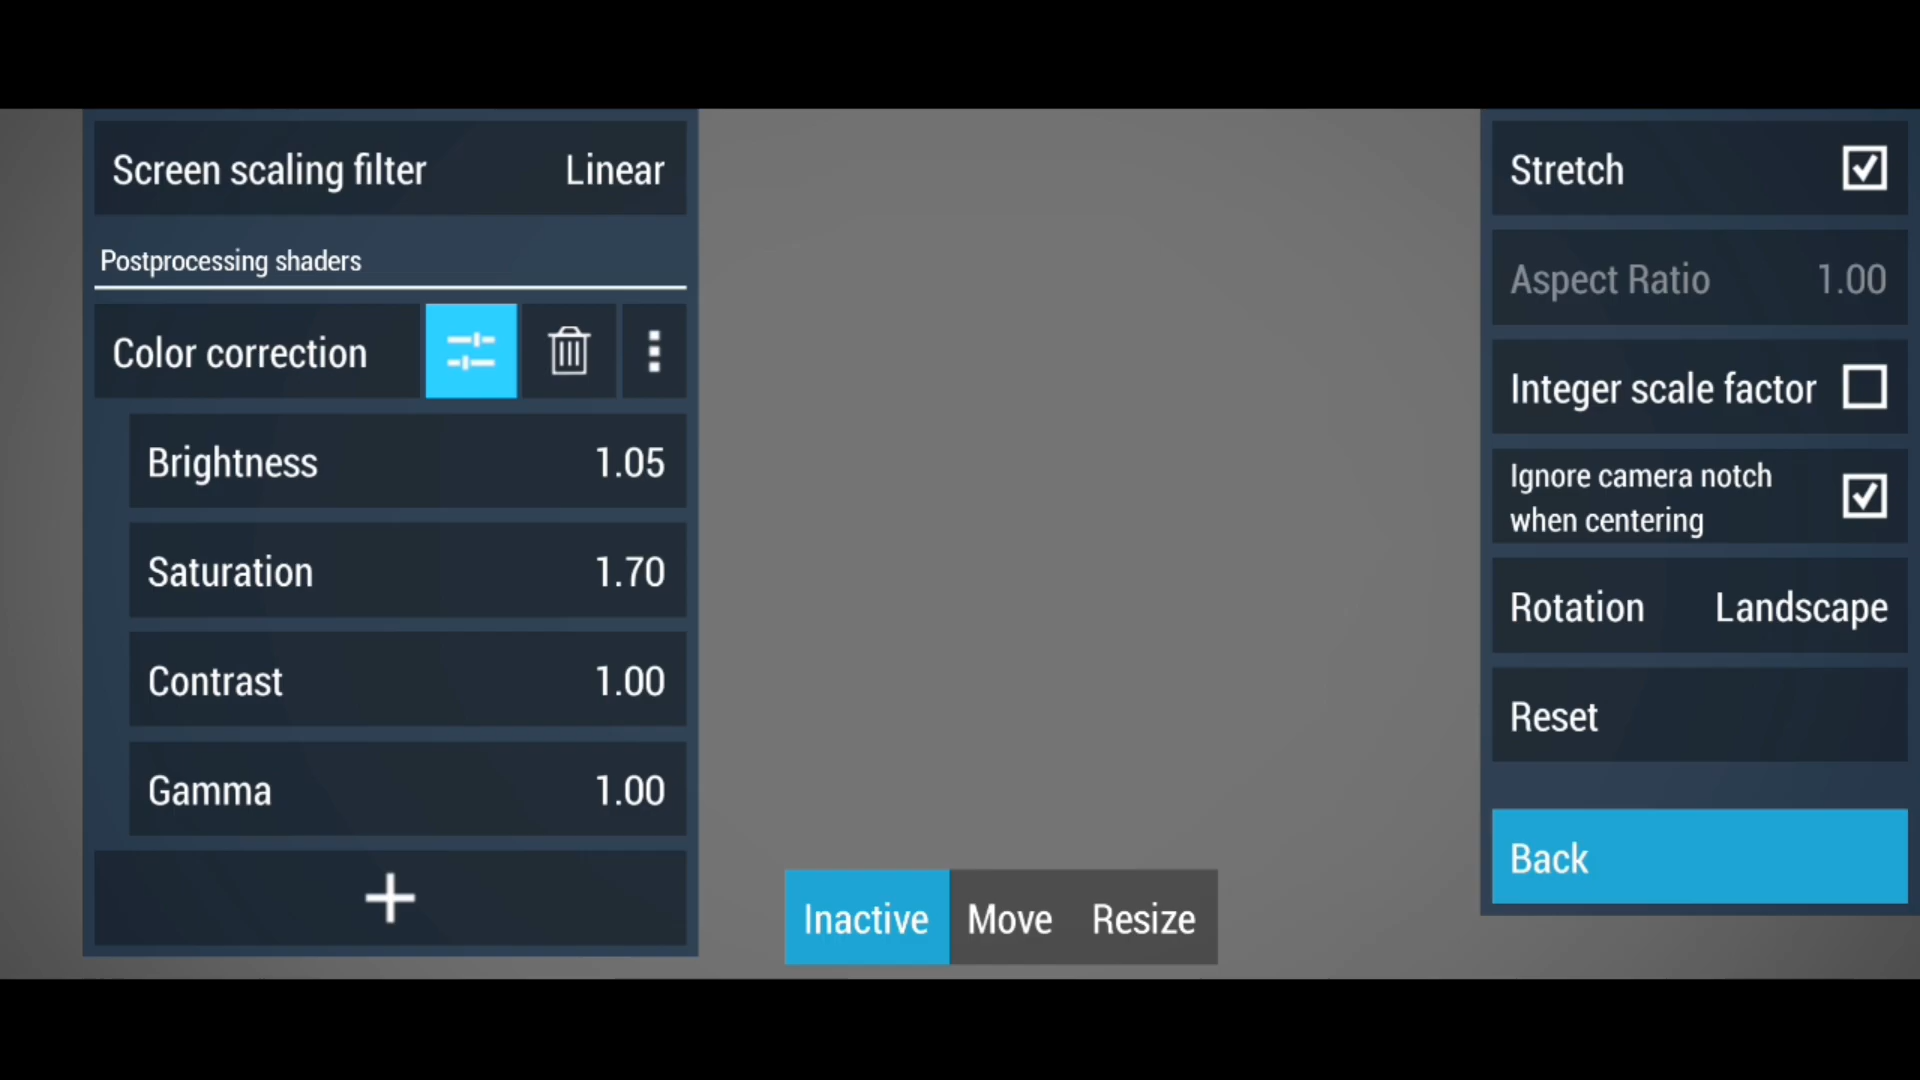 Screen scaling filter Linear
Postprocessing shaders
Color correction
Brightness 1.05
Saturation 1.70
Contrast 1.00
Gamma 1.00
+
Inactive Move Resize
Stretch
Aspect Ratio 1.00
Integer scale factor
Ignore camera notch
when centering
Rotation Landscape
Reset
Back